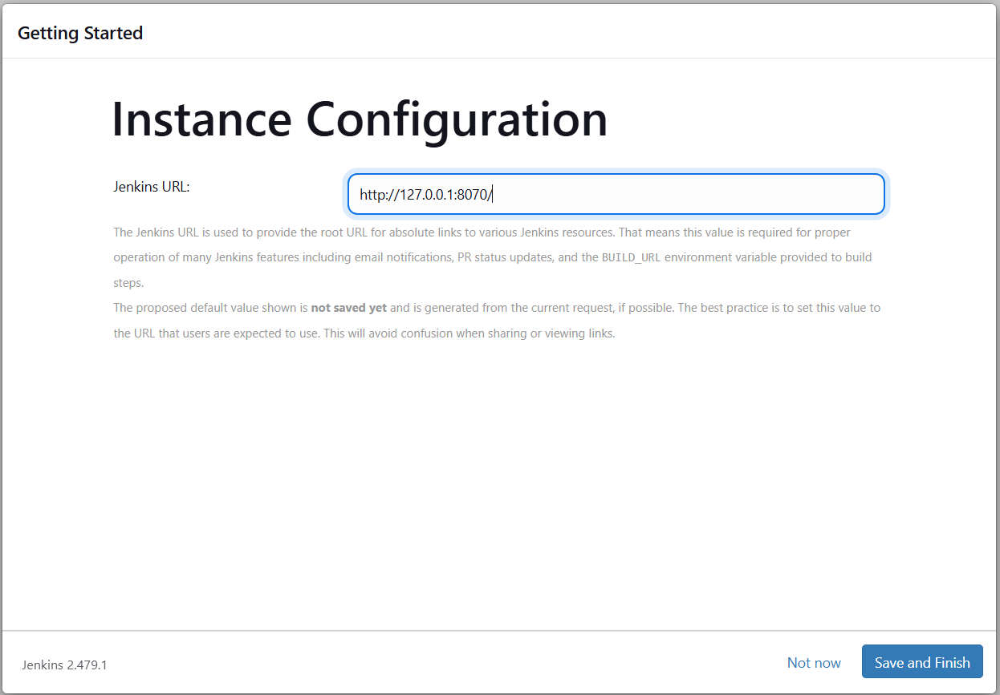 Getting Started
Instance Configuration
Jenkins URL:
http://127.0.0.1:8070/
The Jenkins URL is used to provide the root URL for absolute links to various Jenkins resources. That means this value is required for proper
operation of many Jenkins features including email notifications, PR status updates, and the BUILD_URL environment variable provided to build
steps.
The proposed default value shown is not saved yet and is generated from the current request, if possible. The best practice is to set this value to
the URL that users are expected to use. This will avoid confusion when sharing or viewing links.
Jenkins 2.479.1
Not now
Save and Finish